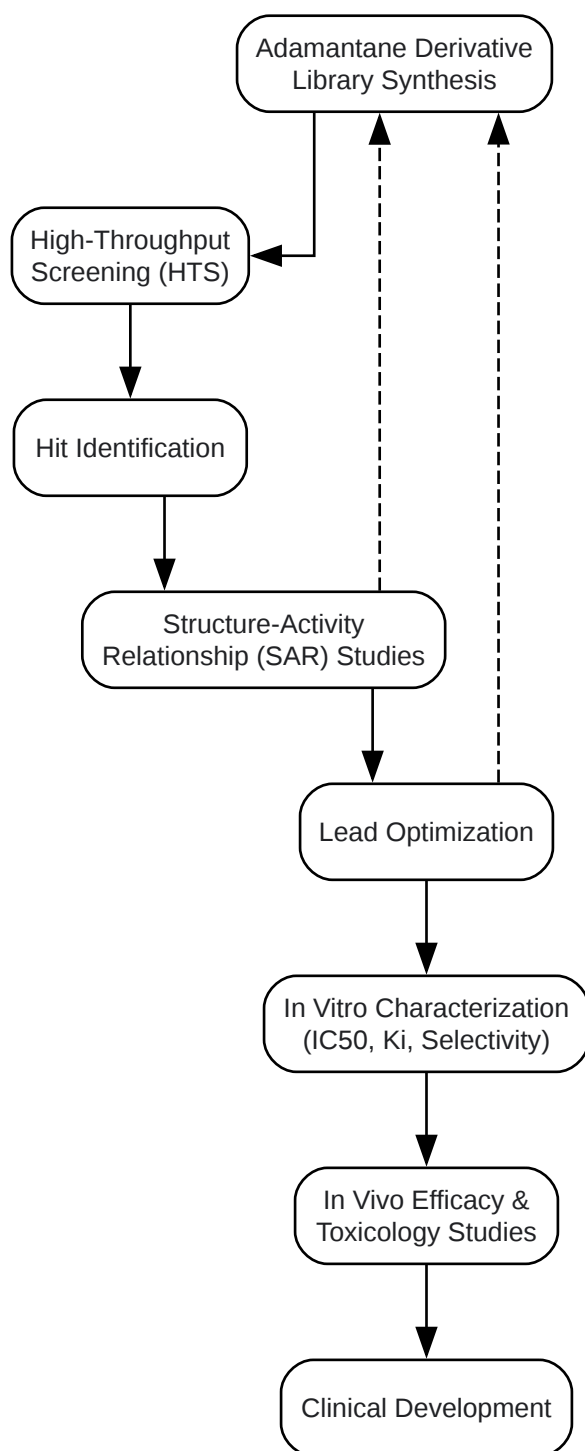 Adamantane Derivative
Library Synthesis
High-Throughput
Screening (HTS)
Hit Identification
Structure-Activity
Relationship (SAR) Studies
Lead Optimization
In Vitro Characterization
(IC50, Ki, Selectivity)
In Vivo Efficacy &
Toxicology Studies
Clinical Development